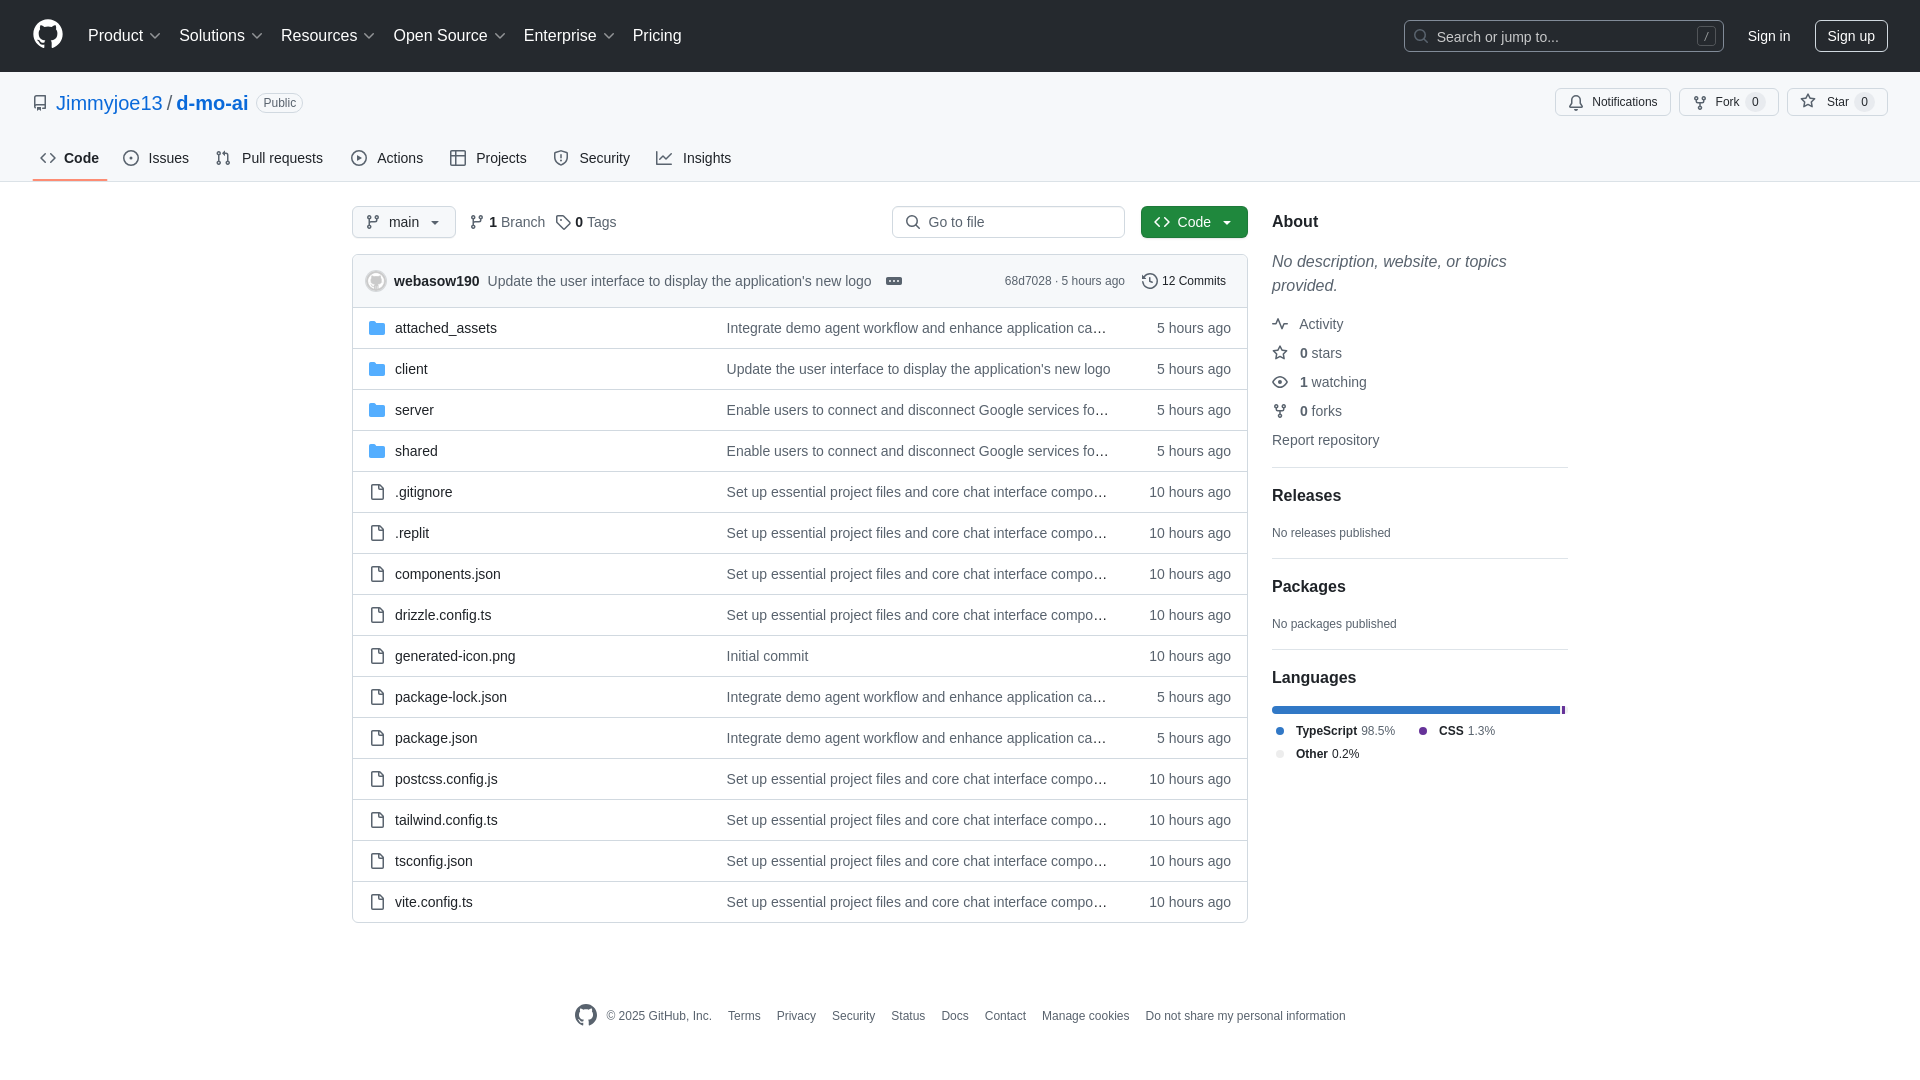 Product Solutions Resources Open Source Enterprise Pricing Search or jump to... / Sign in Sign up
Jimmyjoe13 / d-mo-ai Public Notifications Fork 0 Star 0
Code Issues Pull requests Actions Projects Security Insights
main 1 Branch 0 Tags Go to file Code
webasow190 Update the user interface to display the application's new logo 68d7028 · 5 hours ago 12 Commits
attached_assets Integrate demo agent workflow and enhance application ca… 5 hours ago
client Update the user interface to display the application's new logo 5 hours ago
server Enable users to connect and disconnect Google services fo… 5 hours ago
shared Enable users to connect and disconnect Google services fo… 5 hours ago
.gitignore Set up essential project files and core chat interface compo… 10 hours ago
.replit Set up essential project files and core chat interface compo… 10 hours ago
components.json Set up essential project files and core chat interface compo… 10 hours ago
drizzle.config.ts Set up essential project files and core chat interface compo… 10 hours ago
generated-icon.png Initial commit 10 hours ago
package-lock.json Integrate demo agent workflow and enhance application ca… 5 hours ago
package.json Integrate demo agent workflow and enhance application ca… 5 hours ago
postcss.config.js Set up essential project files and core chat interface compo… 10 hours ago
tailwind.config.ts Set up essential project files and core chat interface compo… 10 hours ago
tsconfig.json Set up essential project files and core chat interface compo… 10 hours ago
vite.config.ts Set up essential project files and core chat interface compo… 10 hours ago
About
No description, website, or topics
provided.
Activity
0 stars
1 watching
0 forks
Report repository
Releases
No releases published
Packages
No packages published
Languages
TypeScript 98.5% CSS 1.3%
Other 0.2%
© 2025 GitHub, Inc. Terms Privacy Security Status Docs Contact Manage cookies Do not share my personal information